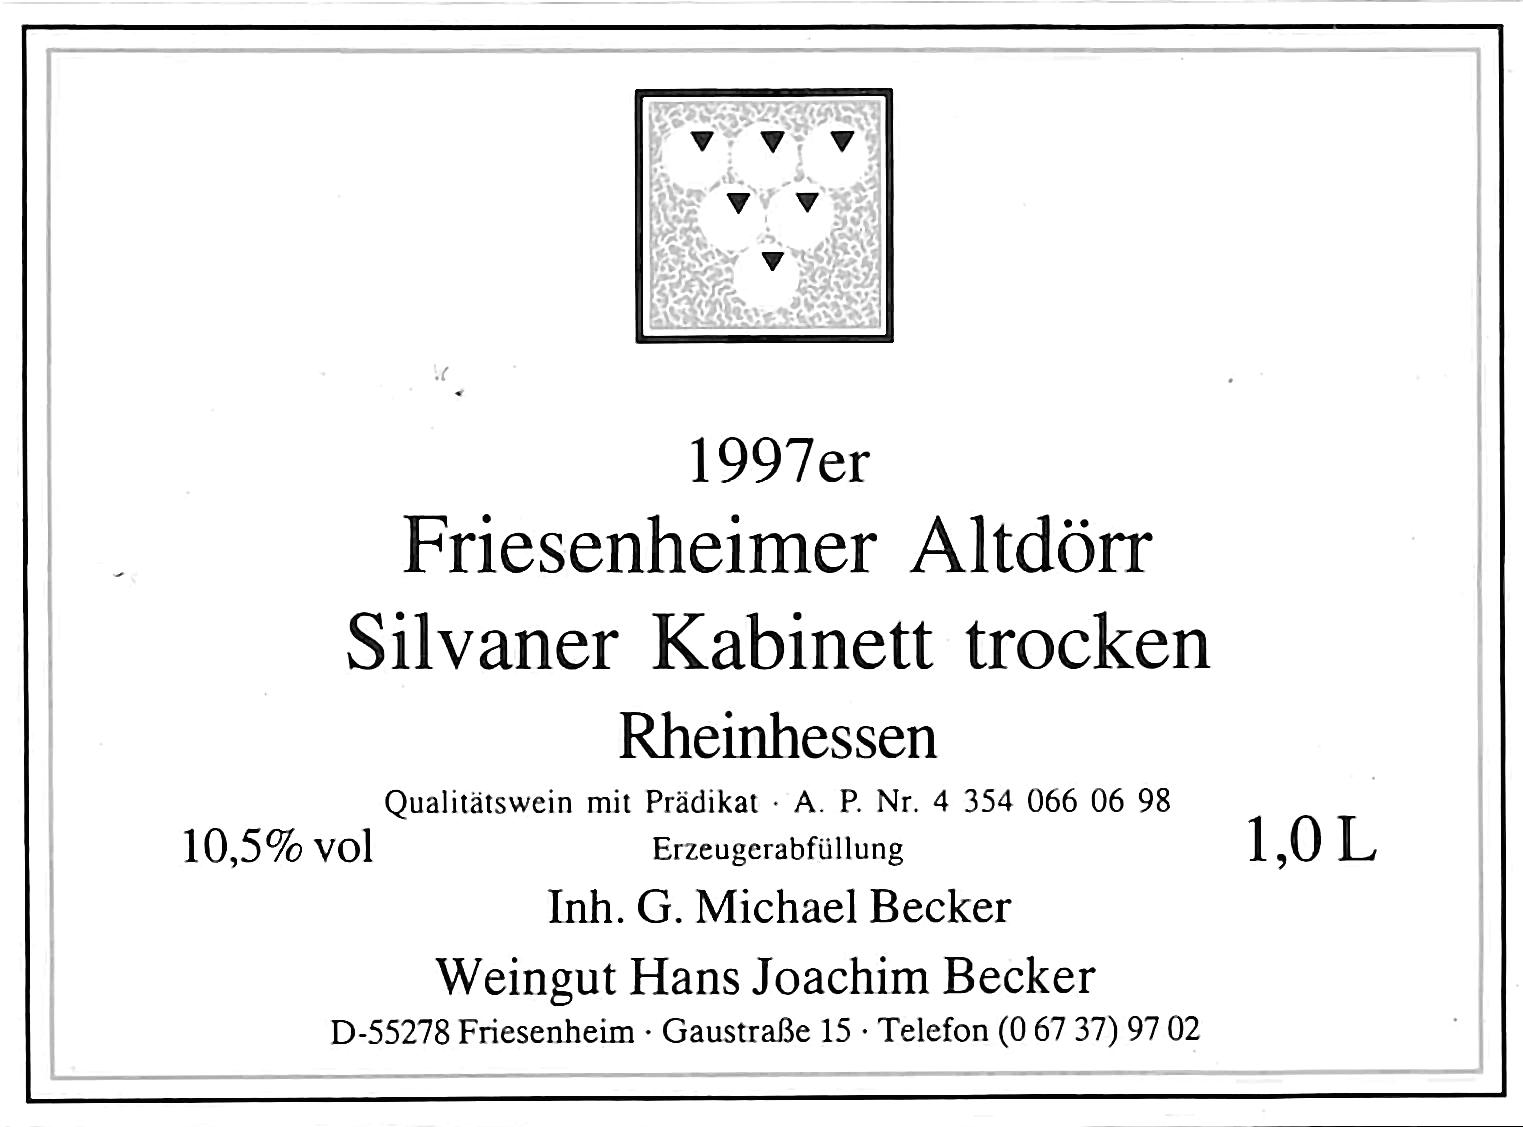 1997er
Friesenheimer Altdörr
Silvaner Kabinett trocken
Rheinhessen
Qualitätswein mit Prädikat · A. P. Nr. 4 354 066 06 98
10,5% vol
Erzeugerabfüllung
1,0 L
Inh. G. Michael Becker
Weingut Hans Joachim Becker
D-55278 Friesenheim · Gaustraße 15 · Telefon (0 67 37) 97 02